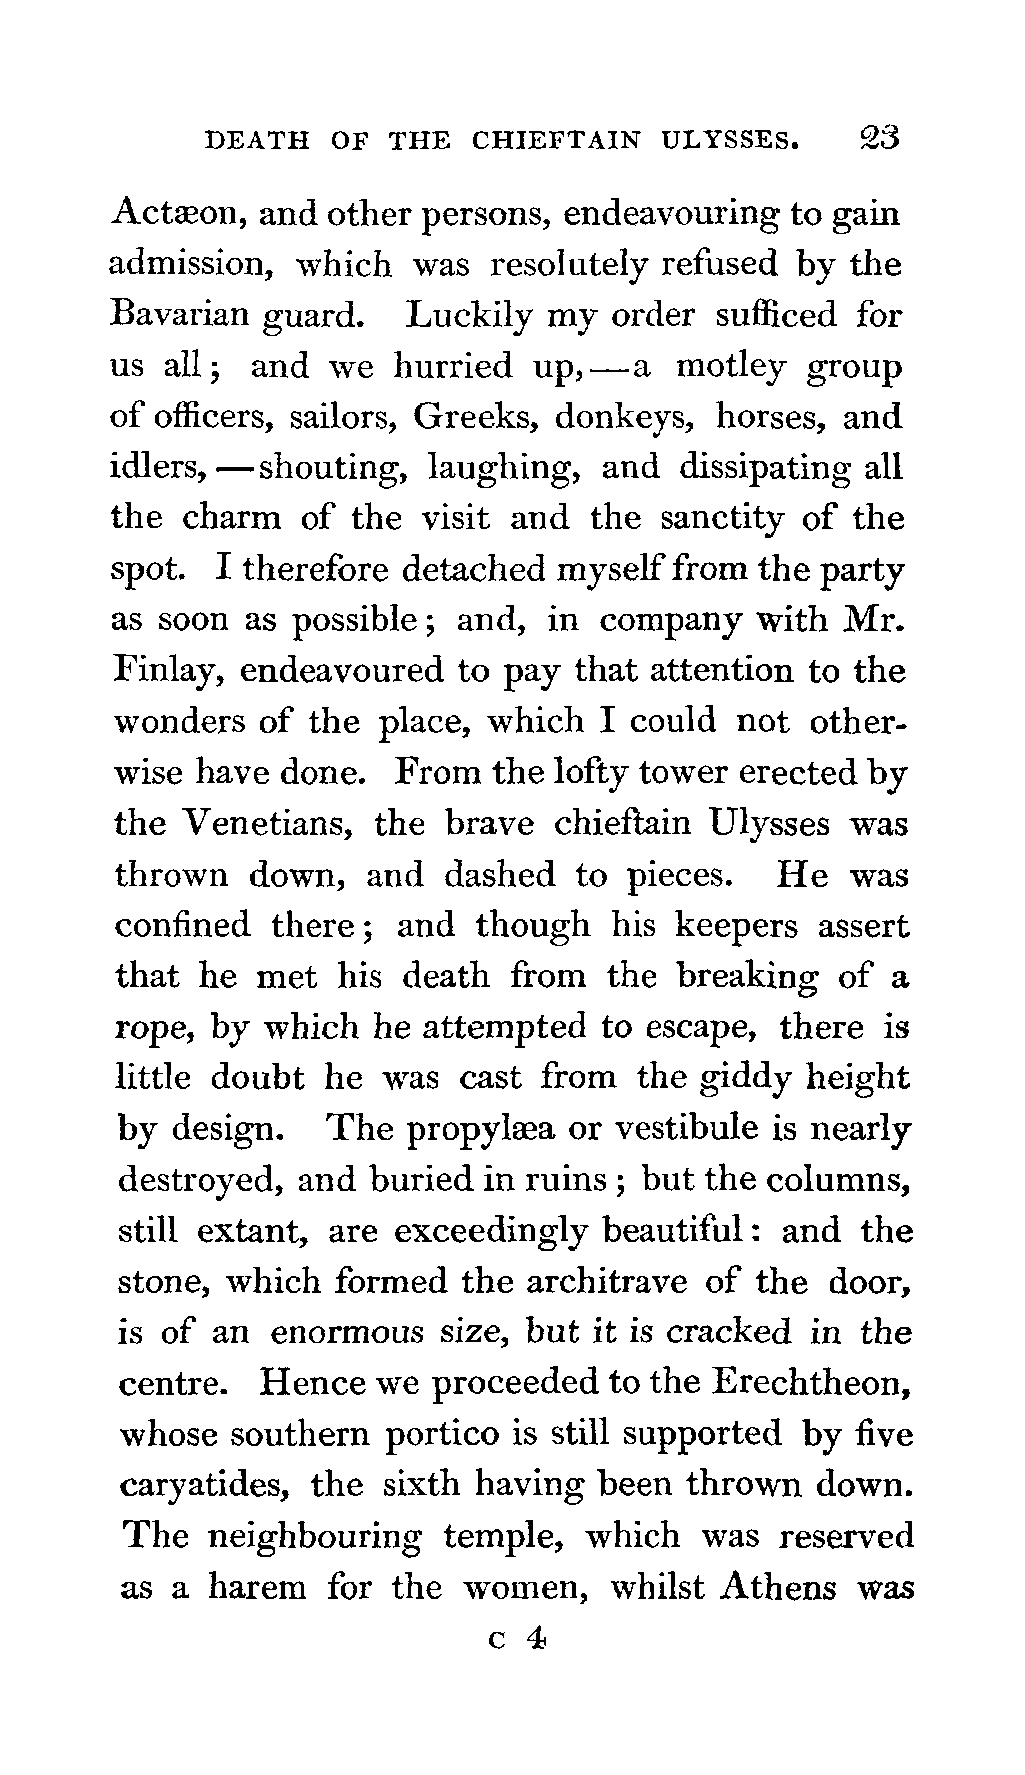 DEATH OF THE CHIEFTAIN ULYSSES. 23
Actæon, and other persons, endeavouring to gain
admission, which was resolutely refused by the
Bavarian guard. Luckily my order sufficed for
us all; and we hurried up,—a motley group
of officers, sailors, Greeks, donkeys, horses, and
idlers, — shouting, laughing, and dissipating all
the charm of the visit and the sanctity of the
spot. I therefore detached myself from the party
as soon as possible; and, in company with Mr.
Finlay, endeavoured to pay that attention to the
wonders of the place, which I could not other-
wise have done. From the lofty tower erected by
the Venetians, the brave chieftain Ulysses was
thrown down, and dashed to pieces. He was
confined there; and though his keepers assert
that he met his death from the breaking of a
rope, by which he attempted to escape, there is
little doubt he was cast from the giddy height
by design. The propylæa or vestibule is nearly
destroyed, and buried in ruins; but the columns,
still extant, are exceedingly beautiful: and the
stone, which formed the architrave of the door,
is of an enormous size, but it is cracked in the
centre. Hence we proceeded to the Erechtheon,
whose southern portico is still supported by five
caryatides, the sixth having been thrown down.
The neighbouring temple, which was reserved
as a harem for the women, whilst Athens was
C 4